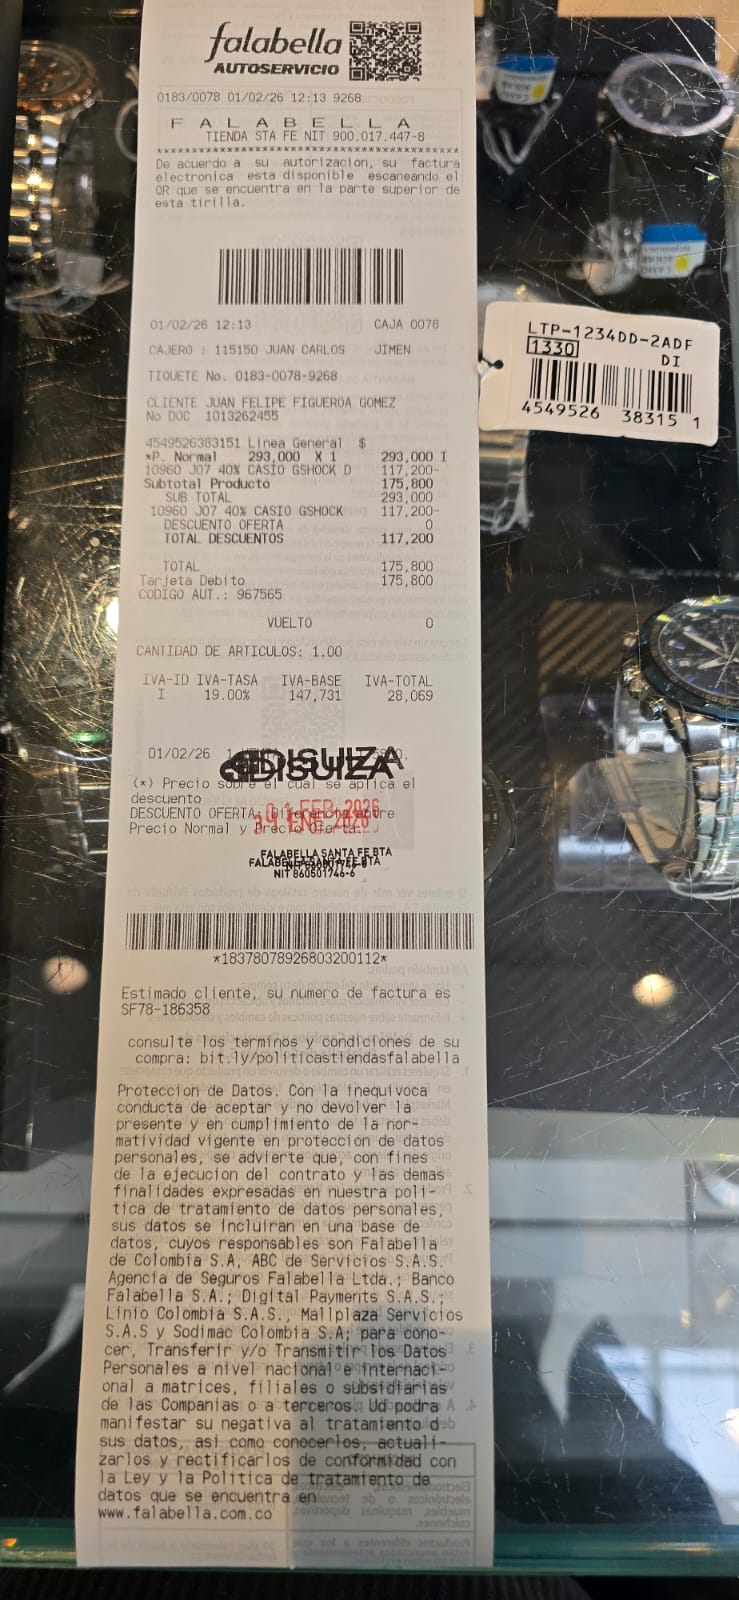 falabella
AUTOSERVICIO
0183/0078 01/02/26 12:13 9268
F A L A B E L L A
TIENDA STA FE NIT 900.017.447-8
********************************************
De acuerdo a su autorizacion, su factura
electronica esta disponible escaneando el
QR que se encuentra en la parte superior de
esta tirilla.
01/02/26 12:13 CAJA 0078
CAJERO : 115150 JUAN CARLOS JIMEN
TIQUETE No. 0183-0078-9268
CLIENTE JUAN FELIPE FIGUEROA GOMEZ
No DOC 1013262455
4549526383151 Linea General $
*P. Normal 293,000 X 1 293,000 I
10960 J07 40% CASIO GSHOCK D 117,200-
Subtotal Producto 175,800
SUB TOTAL 293,000
10960 J07 40% CASIO GSHOCK 117,200-
DESCUENTO OFERTA 0
TOTAL DESCUENTOS 117,200
TOTAL 175,800
Tarjeta Debito 175,800
CODIGO AUT.: 967565
VUELTO 0
CANTIDAD DE ARTICULOS: 1.00
IVA-ID IVA-TASA IVA-BASE IVA-TOTAL
I 19.00% 147,731 28,069
01/02/26
DISUIZA
(*) Precio sobre el cual se aplica el
descuento
DESCUENTO OFERTA: Diferencia entre
Precio Normal y Precio Oferta.
01 FEB 2026
FALABELLA SANTA FE BTA
FALABELLA SANTA FE BTA
NIT 860501746-6
*18378078926803200112*
Estimado cliente, su numero de factura es
SF78-186358
consulte los terminos y condiciones de su
compra: bit.ly/politicastiendasfalabella
Proteccion de Datos. Con la inequivoca
conducta de aceptar y no devolver la
presente y en cumplimiento de la nor-
matividad vigente en proteccion de datos
personales, se advierte que, con fines
de la ejecucion del contrato y las demas
finalidades expresadas en nuestra poli-
tica de tratamiento de datos personales,
sus datos se incluiran en una base de
datos, cuyos responsables son Falabella
de Colombia S.A, ABC de Servicios S.A.S.
Agencia de Seguros Falabella Ltda.; Banco
Falabella S.A.; Digital Payments S.A.S.;
Linio Colombia S.A.S., Mallplaza Servicios
S.A.S y Sodimac Colombia S.A; para cono-
cer, Transferir y/o Transmitir los Datos
Personales a nivel nacional e internaci-
onal a matrices, filiales o subsidiarias
de las Companias o a terceros. Ud podra
manifestar su negativa al tratamiento d
sus datos, asi como conocerlos, actuali-
zarlos y rectificarlos de conformidad con
la Ley y la Politica de tratamiento de
datos que se encuentra en
www.falabella.com.co
LTP-1234DD-2ADF
1330 DI
4549526 38315 1